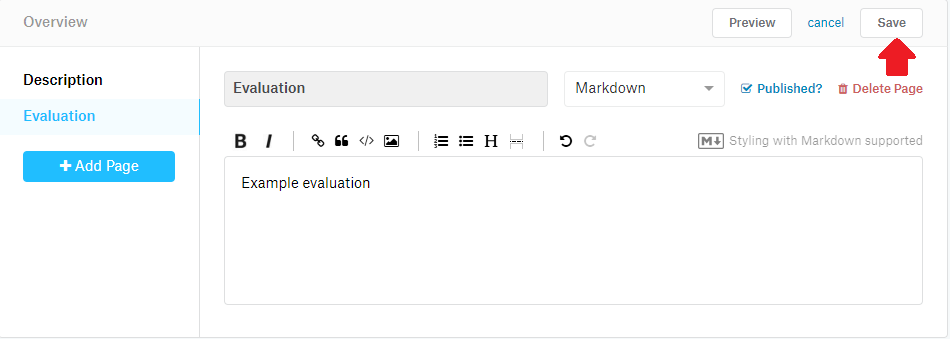 Overview
Preview cancel Save
Description
Evaluation
+ Add Page
Evaluation Markdown Published? Delete Page
B I </> H M↓ Styling with Markdown supported
Example evaluation